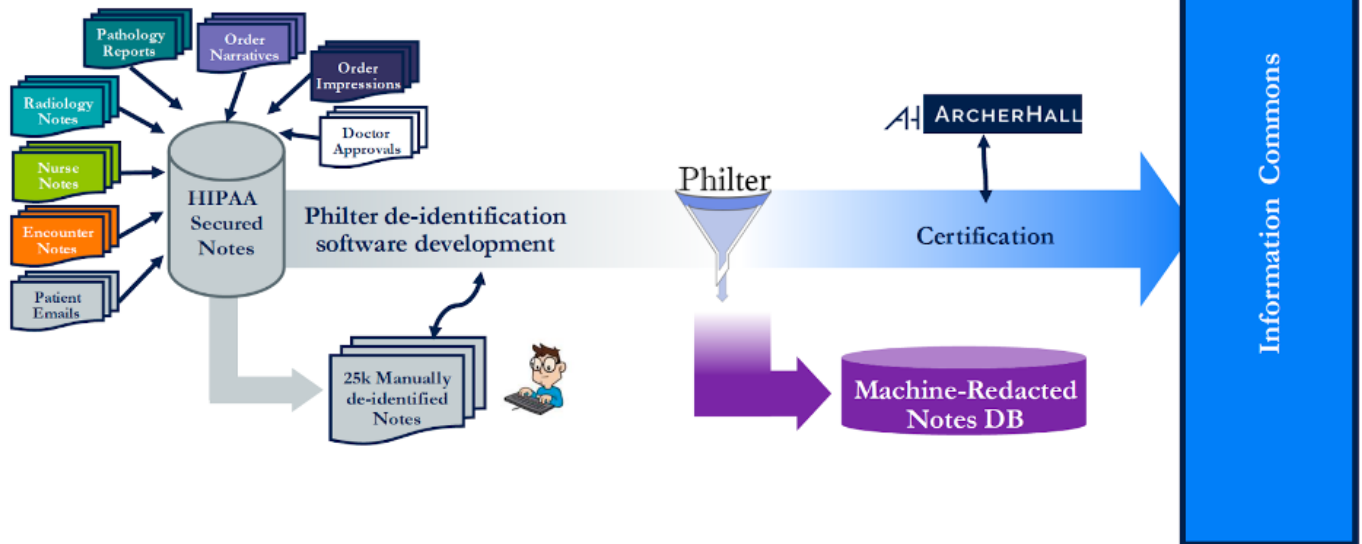 Pathology
Reports
Order
Narratives
Order
Impressions
Doctor
Approvals
Radiology
Notes
Nurse
Notes
Encounter
Notes
Patient
Emails
HIPAA
Secured
Notes
Philter de-identification
software development
25k Manually
de-identified
Notes
Philter
AH ARCHERHALL
Certification
Machine-Redacted
Notes DB
Information Commons